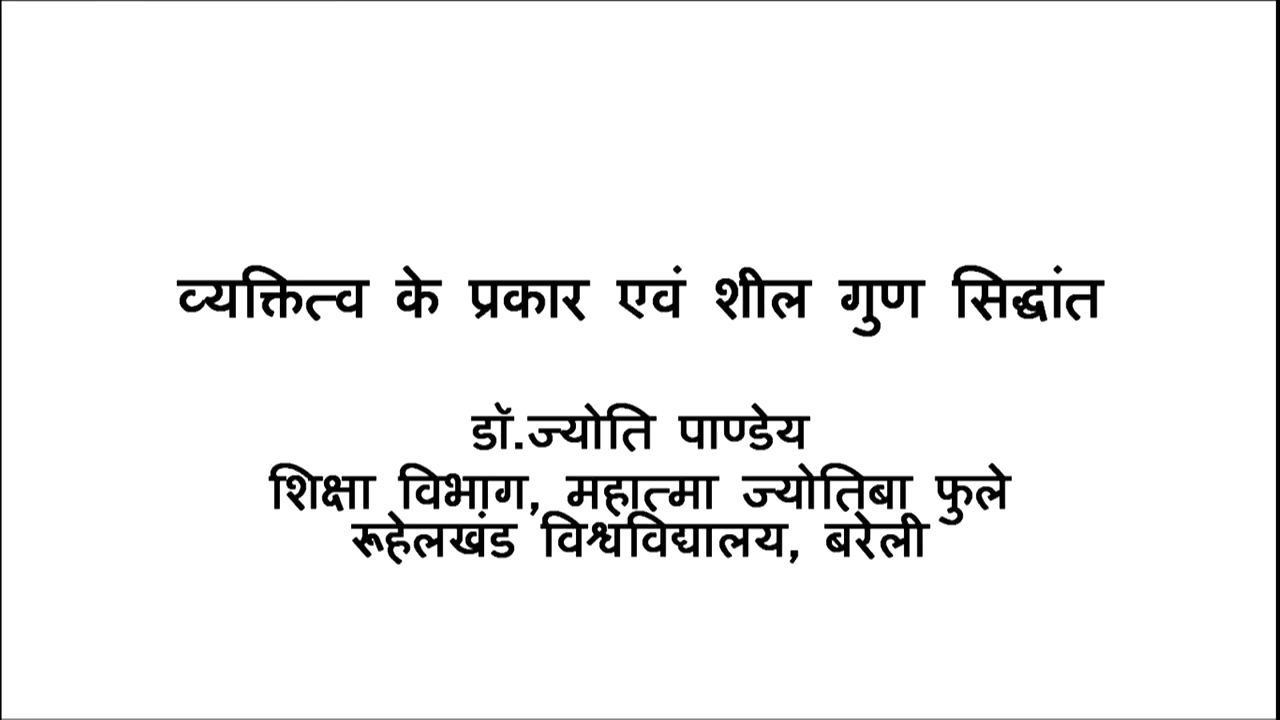 व्यक्तित्व के प्रकार एवं शील गुण सिद्धांत
डॉ.ज्योति पाण्डेय
शिक्षा विभाग, महात्मा ज्योतिबा फुले
रूहेलखंड विश्वविद्यालय, बरेली